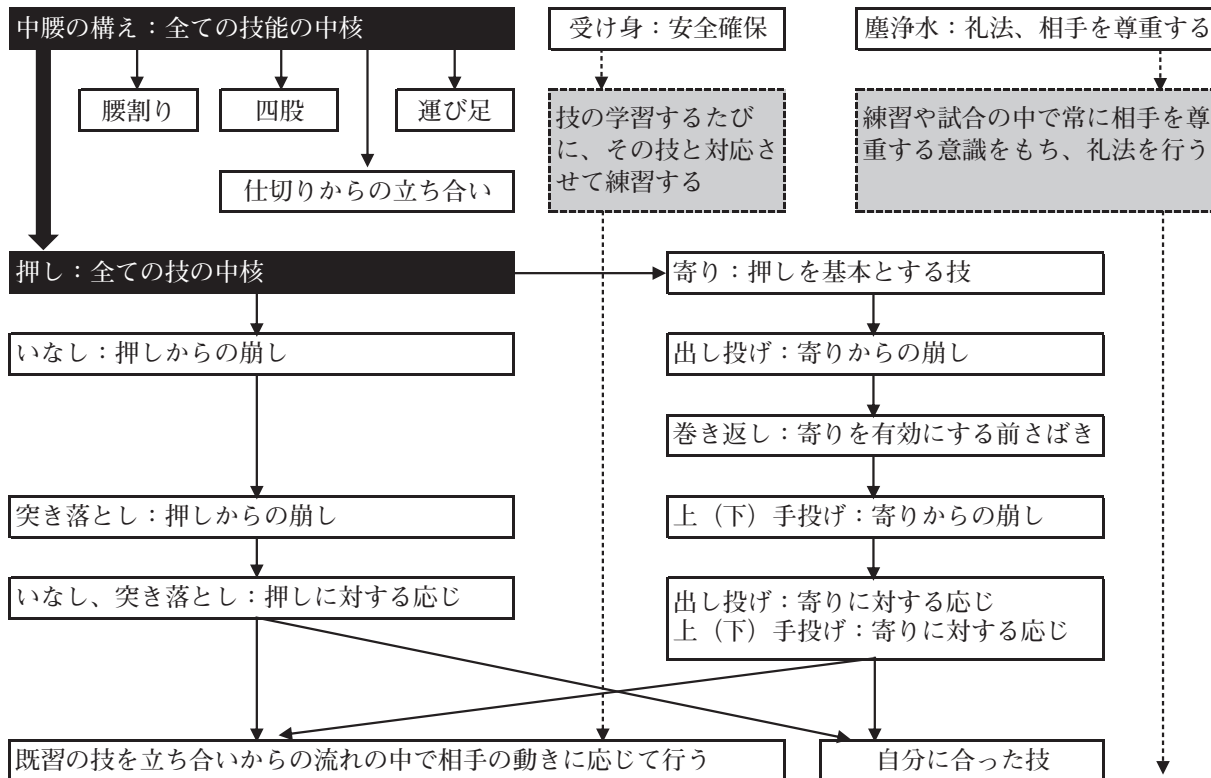 中腰の構え：全ての技能の中核
受け身：安全確保
塵浄水：礼法、相手を尊重する
腰割り
四股
運び足
技の学習するたび
に、その技と対応さ
せて練習する
練習や試合の中で常に相手を尊
重する意識をもち、礼法を行う
仕切りからの立ち合い
押し：全ての技の中核
寄り：押しを基本とする技
いなし：押しからの崩し
出し投げ：寄りからの崩し
巻き返し：寄りを有効にする前さばき
突き落とし：押しからの崩し
上（下）手投げ：寄りからの崩し
いなし、突き落とし：押しに対する応じ
出し投げ：寄りに対する応じ
上（下）手投げ：寄りに対する応じ
既習の技を立ち合いからの流れの中で相手の動きに応じて行う
自分に合った技